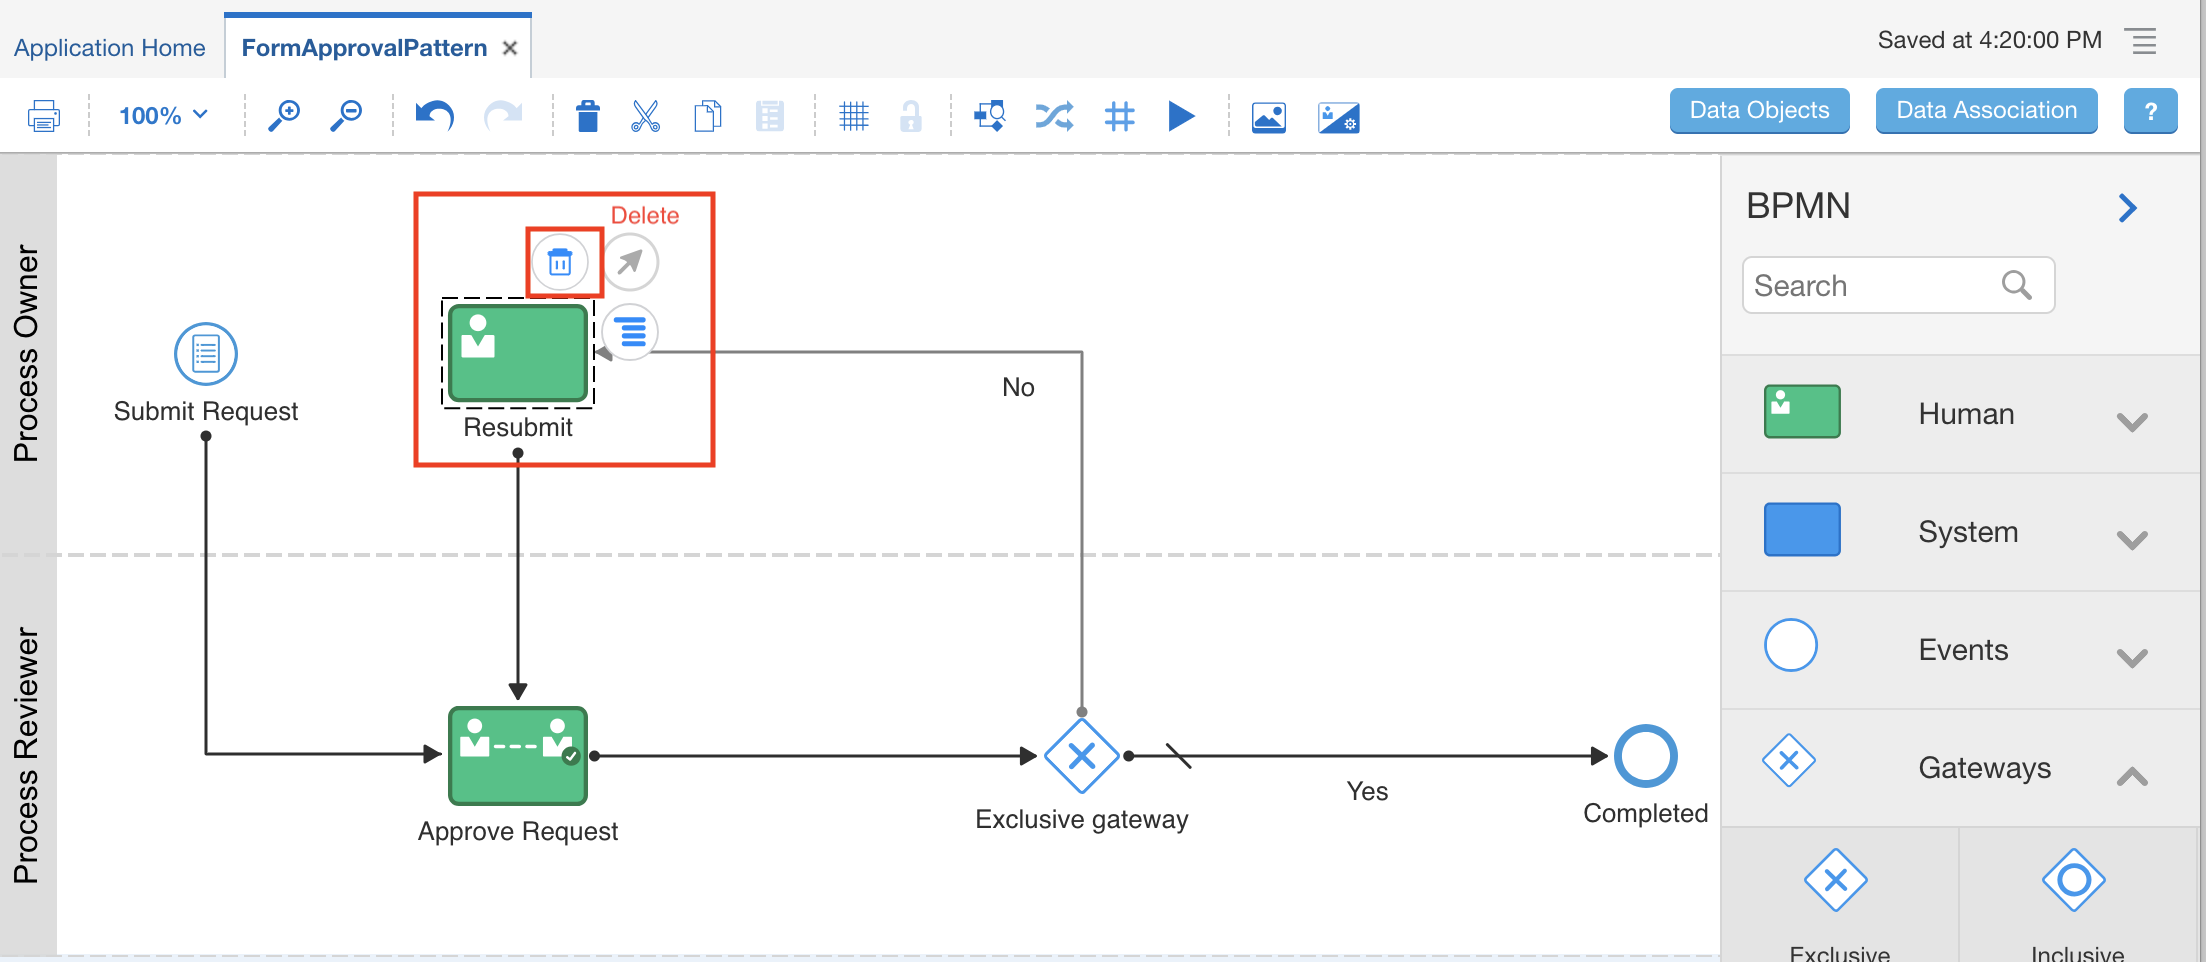 Application Home
FormApprovalPattern
Saved at 4:20:00 PM
100%
Data Objects
Data Association
?
Process Owner
Delete
Submit Request
Resubmit
No
Process Reviewer
Approve Request
Exclusive gateway
Yes
Completed
BPMN
Search
Human
System
Events
Gateways
Exclusive
Inclusive